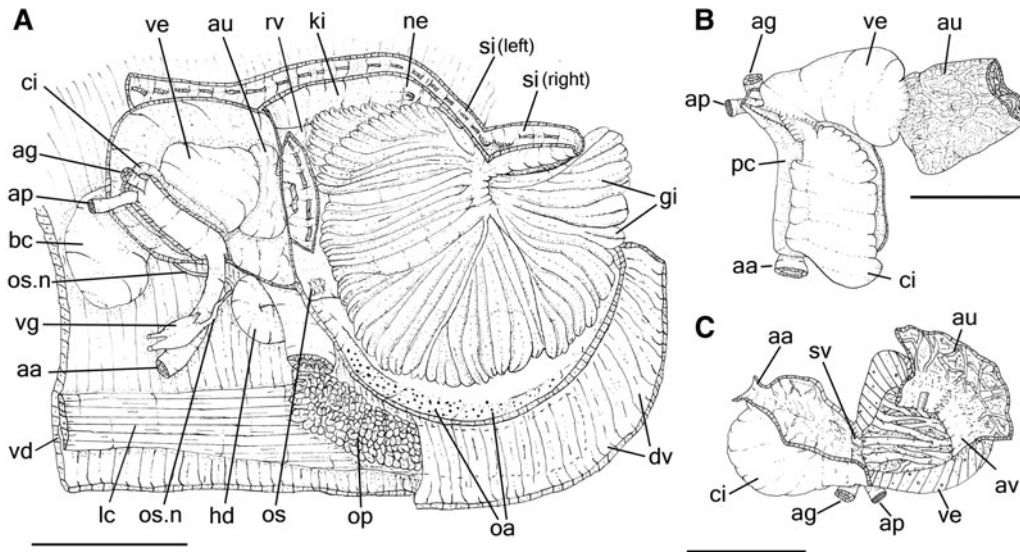 A
ve au rv ki ne
si (left)
si (right)
ci
ag
ap
bc
os.n
vg
aa
vd
gi
dv
lc os.n hd os op oa
B
ag ve au
ap
pc
aa
ci
C
aa sv au
ci
ag ap ve av